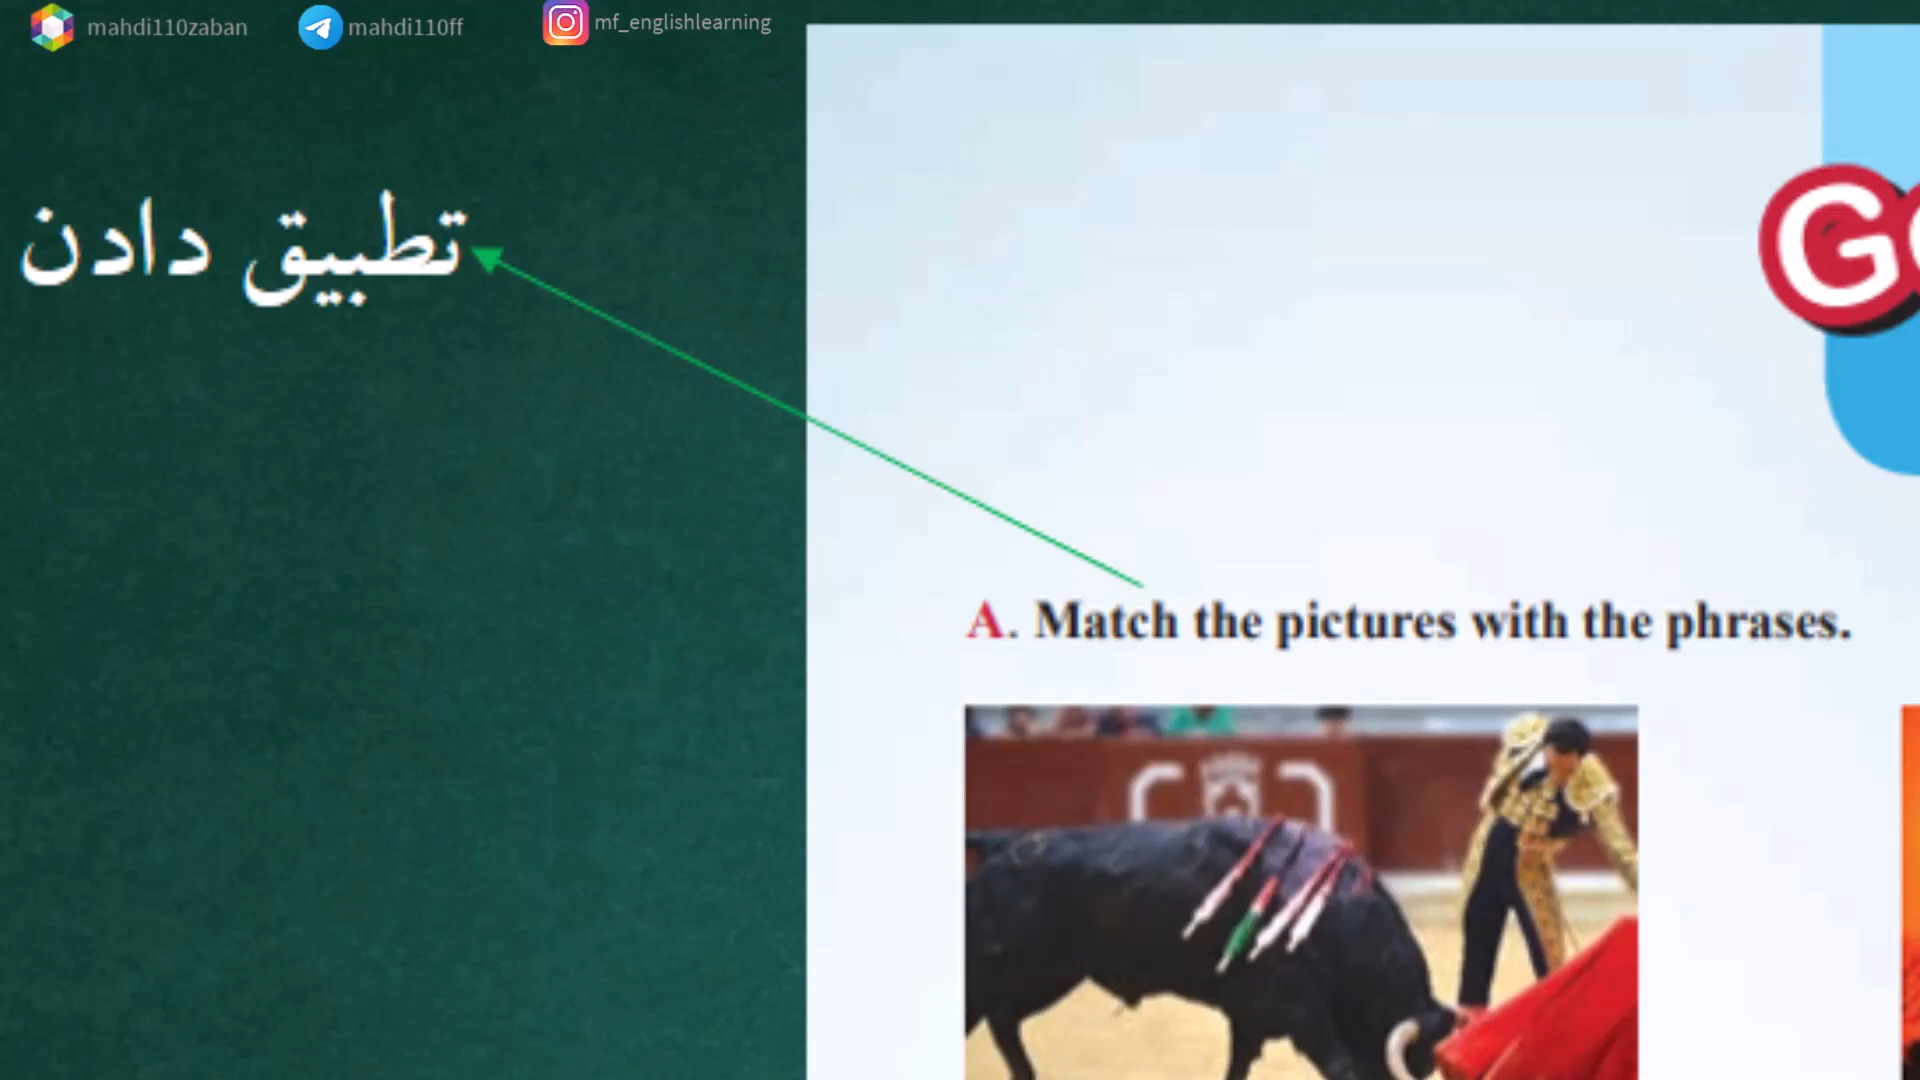 mahdi110zaban mahdi110ff mf_englishlearning
تطبیق دادن
A. Match the pictures with the phrases.